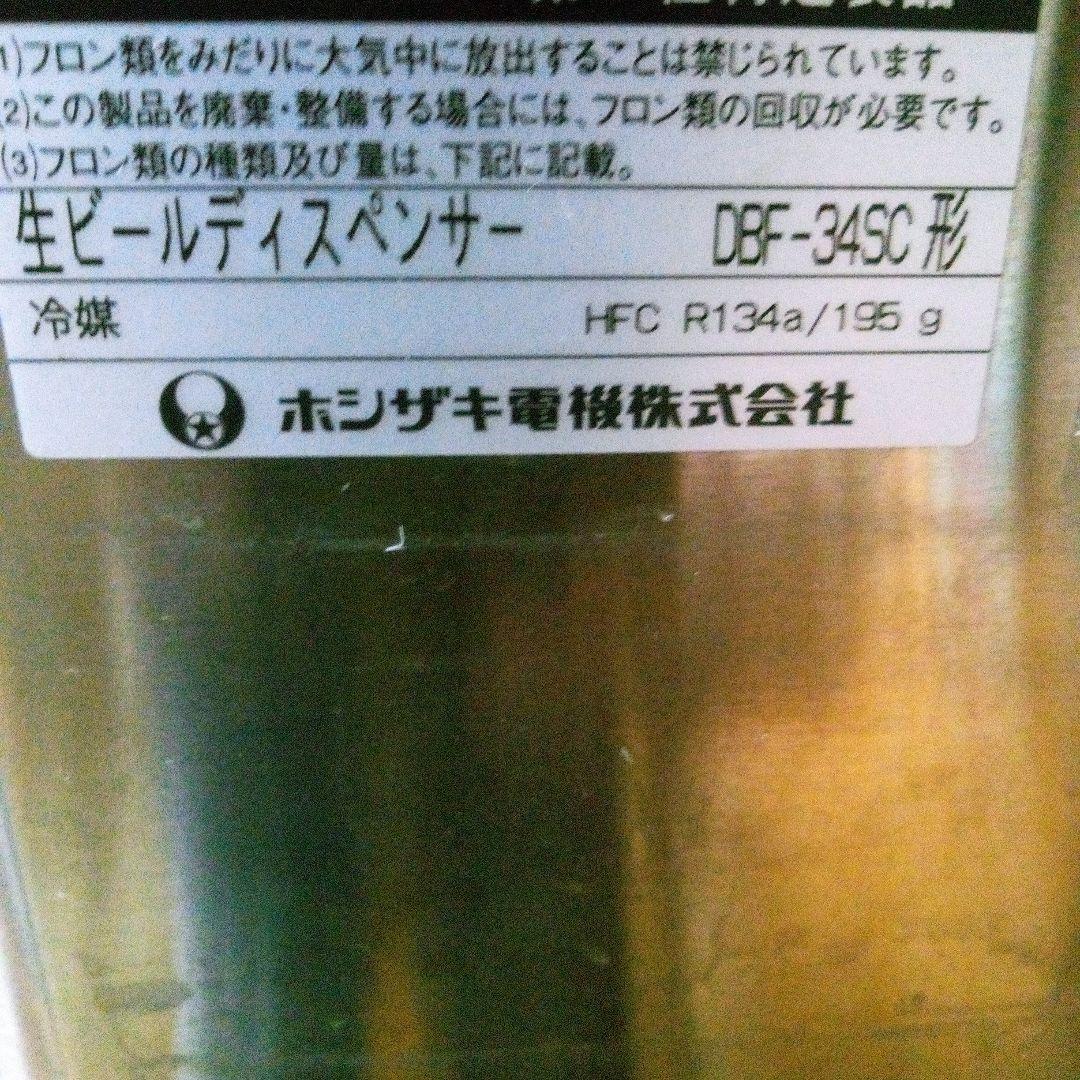 (1)フロン類をみだりに大気中に放出することは禁じられています。
(2)この製品を廃棄・整備する場合には、フロン類の回収が必要です。
(3)フロン類の種類及び量は、下記に記載。
生ビールディスペンサー DBF-34SC形
冷媒 HFC R134a/195 g
ホシザキ電機株式会社